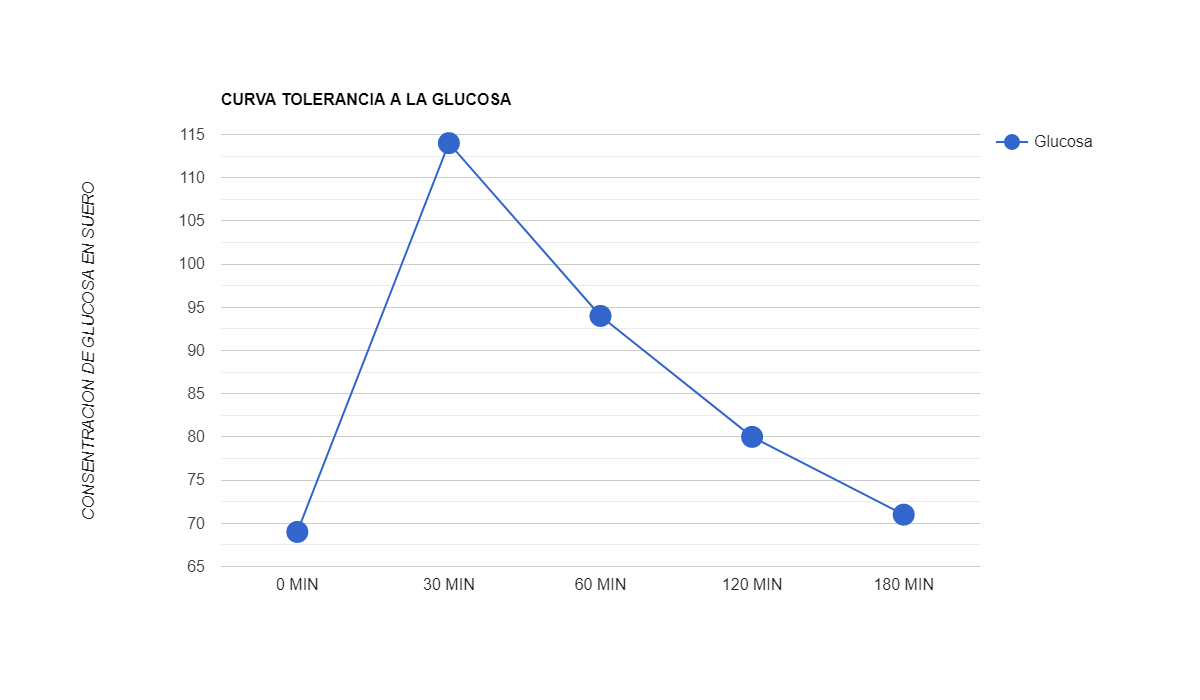 CURVA TOLERANCIA A LA GLUCOSA
CONSENTRACION DE GLUCOSA EN SUERO
115
110
105
100
95
90
85
80
75
70
65
0 MIN
30 MIN
60 MIN
120 MIN
180 MIN
Glucosa